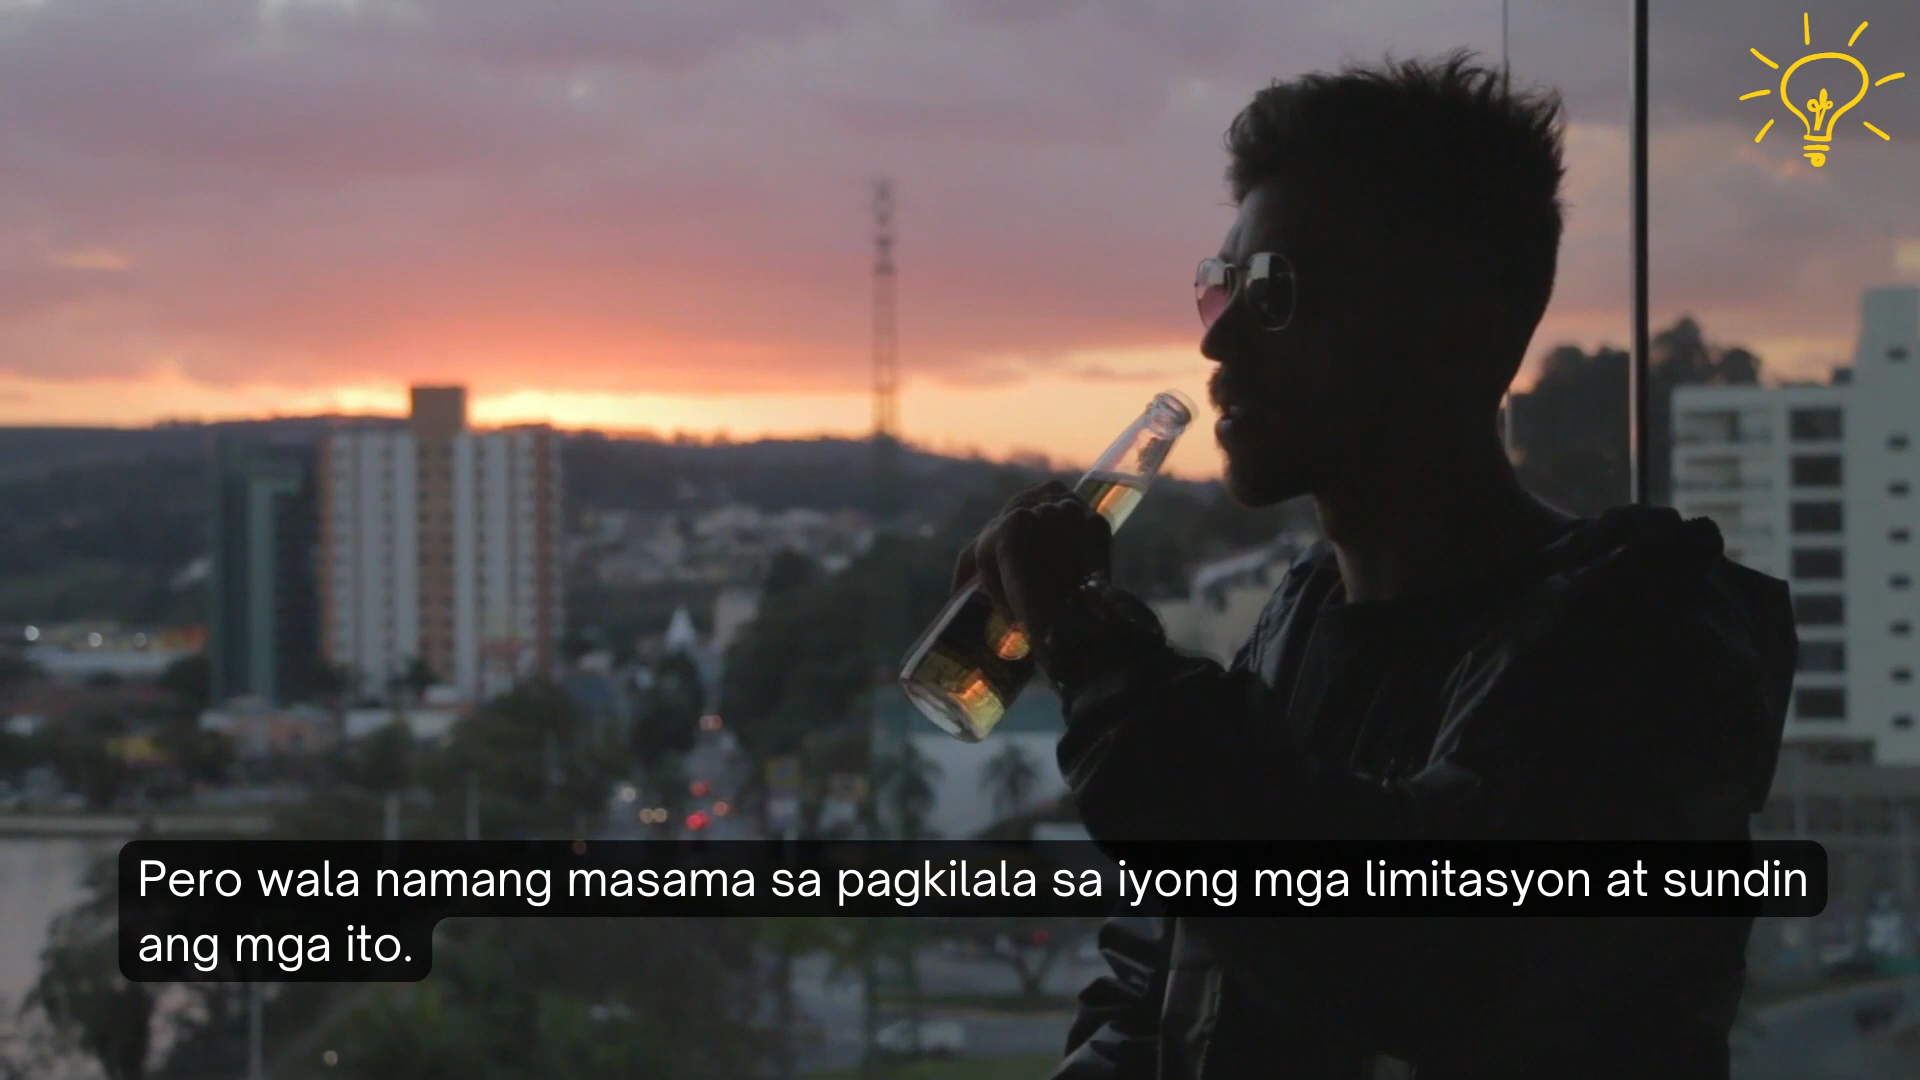 Pero wala namang masama sa pagkilala sa iyong mga limitasyon at sundin
ang mga ito.